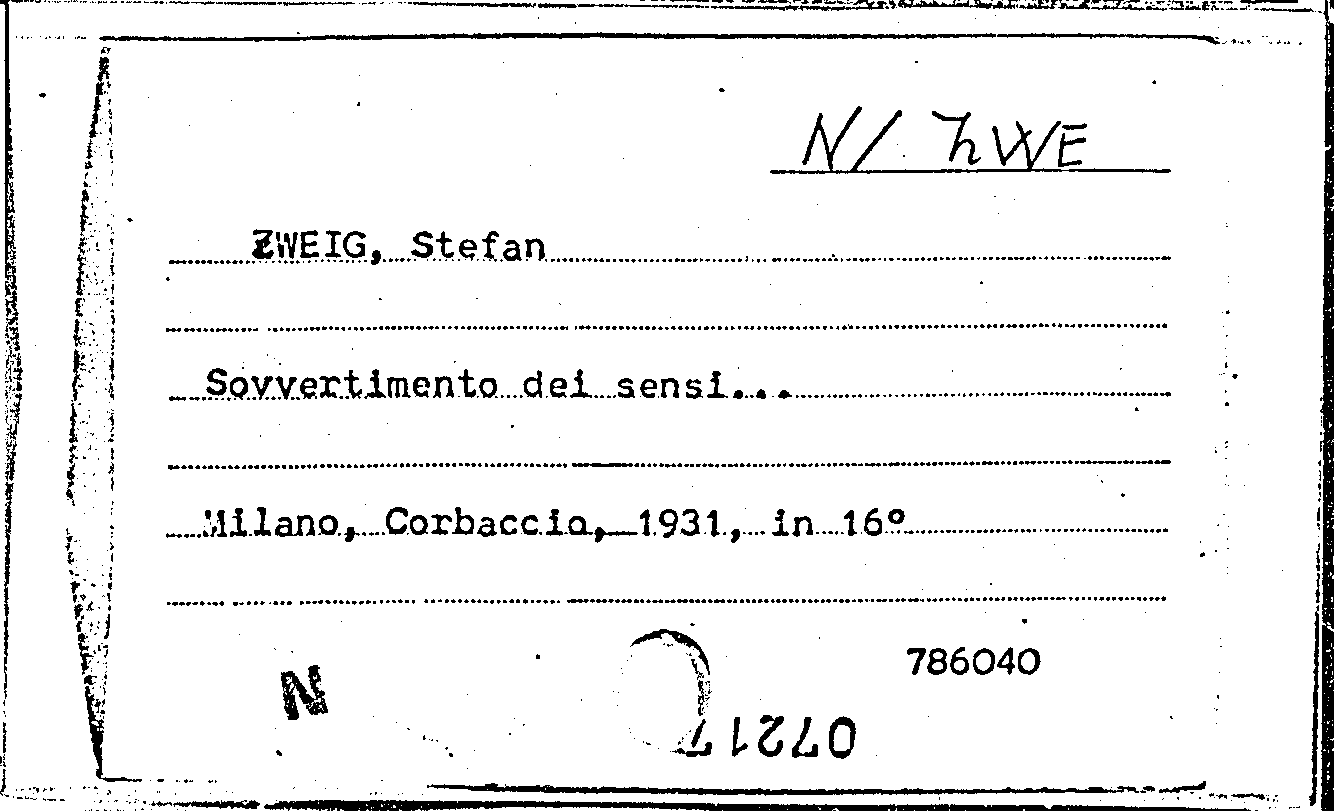 N/ ZWE
ZWEIG, Stefan
Sovvertimento dei sensi...
Milano, Corbaccio, 1931, in 16°
786040
N
07217